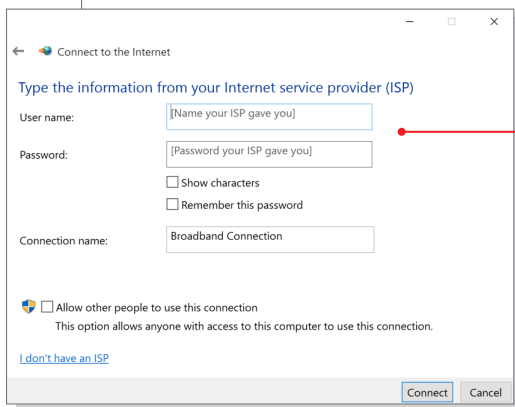 Connect to the Internet
Type the information from your Internet service provider (ISP)
User name:
[Name your ISP gave you]
Password:
[Password your ISP gave you]
Show characters
Remember this password
Connection name:
Broadband Connection
Allow other people to use this connection
This option allows anyone with access to this computer to use this connection.
I don't have an ISP
Connect
Cancel